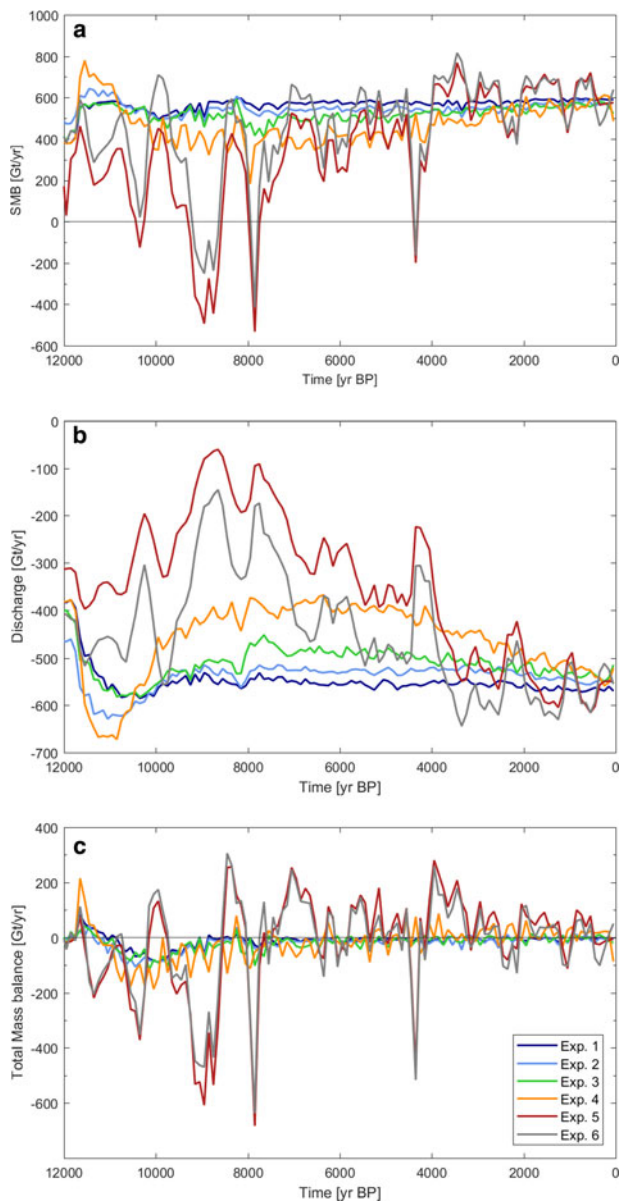 a
1000
800
600
400
200
0
-200
-400
-600
SMB [Gt/yr]
12000 10000 8000 6000 4000 2000 0
Time [yr BP]
b
0
-100
-200
-300
-400
-500
-600
-700
Discharge [Gt/yr]
12000 10000 8000 6000 4000 2000 0
Time [yr BP]
c
400
200
0
-200
-400
-600
Total Mass balance [Gt/yr]
Exp. 1
Exp. 2
Exp. 3
Exp. 4
Exp. 5
Exp. 6
12000 10000 8000 6000 4000 2000 0
Time [yr BP]